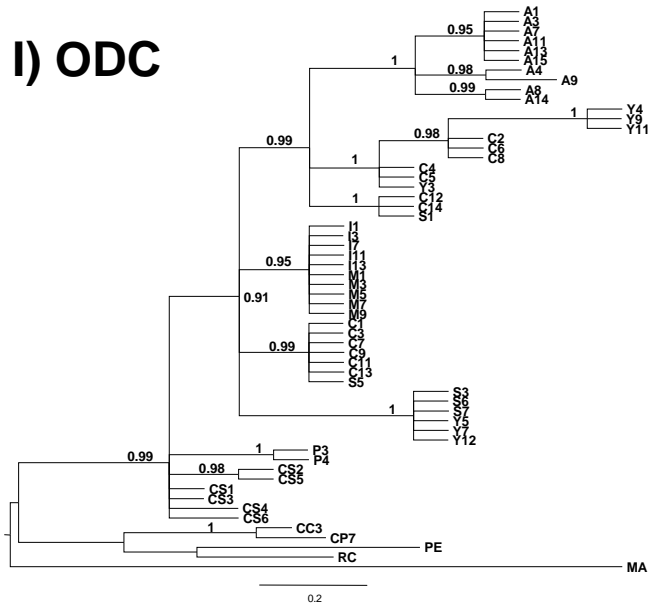 I) ODC
A1
A3
0.95 A7
A11
A13
A15
1
0.98 A4
A9
0.99 A8
A14
Y4
1 Y9
Y11
0.98 C2
C6
C8
0.99
1
C4
C5
Y3
1 C12
C14
S1
I1
I3
I7
I11
0.95 I13
M1
M3
M5
M7
M9
0.91
C1
C3
C7
0.99 C9
C11
C13
S5
S3
S6
S7
1 Y5
Y7
Y12
0.99
1 P3
P4
0.98 CS2
CS5
CS1
CS3
CS4
CS6
1 CC3
CP7
PE
RC
MA
0.2